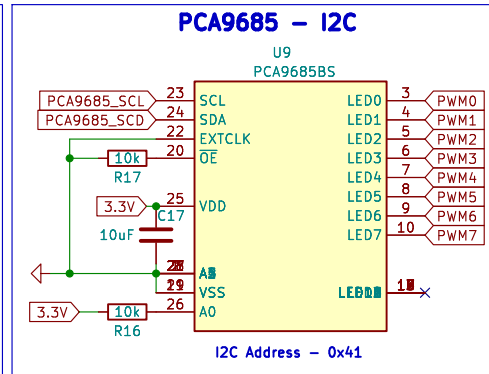 PCA9685 - I2C
U9
PCA9685BS
PCA9685_SCL 23 SCL LED0 3 PWM0
PCA9685_SCD 24 SDA LED1 4 PWM1
22 EXTCLK LED2 5 PWM2
10k 20 OE LED3 6 PWM3
R17 LED4 7 PWM4
3.3V 25 VDD LED5 8 PWM5
C17 LED6 9 PWM6
10uF LED7 10 PWM7
VSS
3.3V 10k 26 A0
R16
I2C Address - 0x41